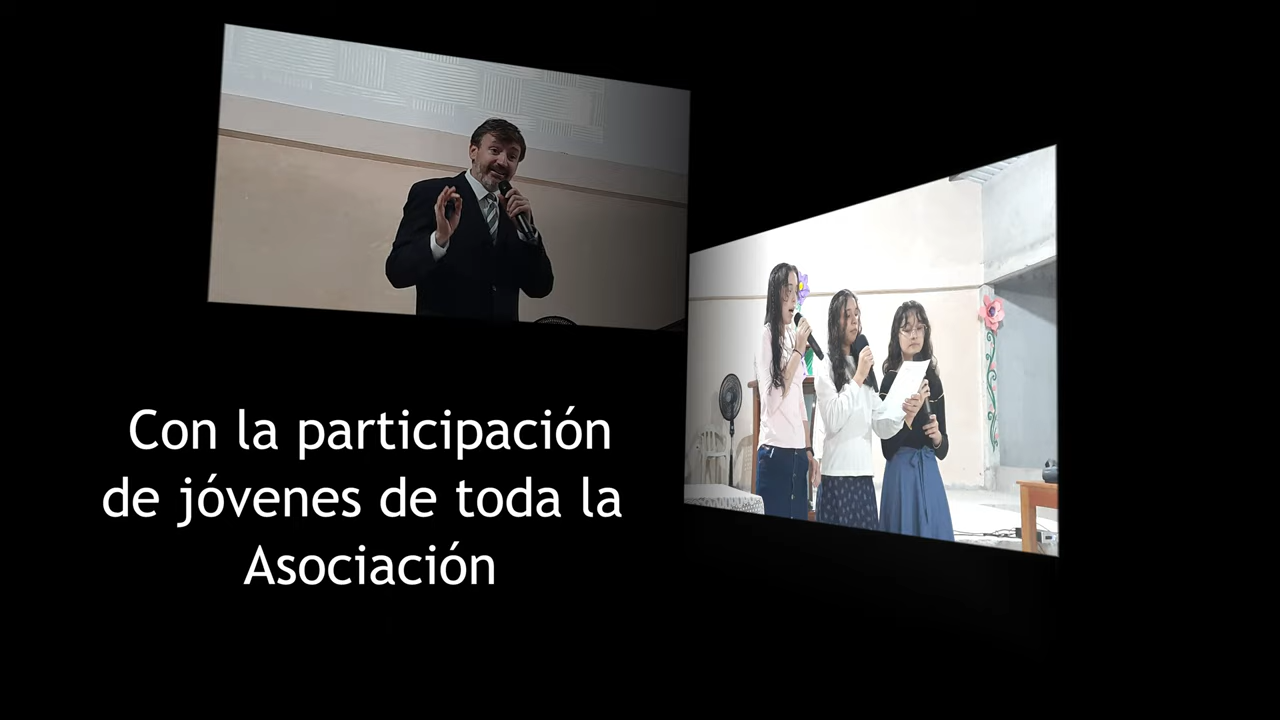 Con la participación
de jóvenes de toda la
Asociación